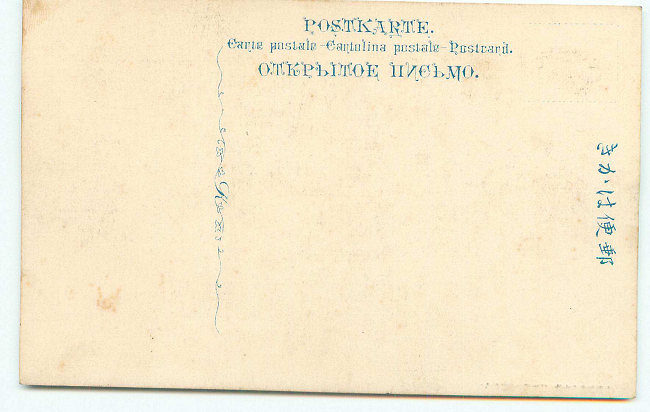 POSTKARTE.
Carte postale-Cartolina postale-Postcard.
ОТКРЫТОЕ ПИСЬМО.
きかは便郵